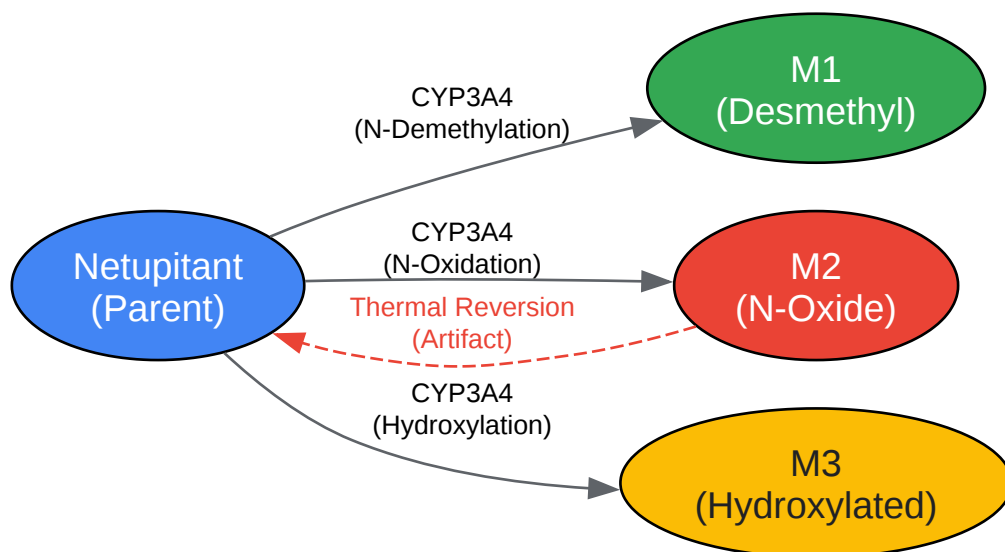 M1
(Desmethyl)
CYP3A4
(N-Demethylation)
Netupitant
(Parent)
CYP3A4
(N-Oxidation)
M2
(N-Oxide)
Thermal Reversion
(Artifact)
CYP3A4
(Hydroxylation)
M3
(Hydroxylated)